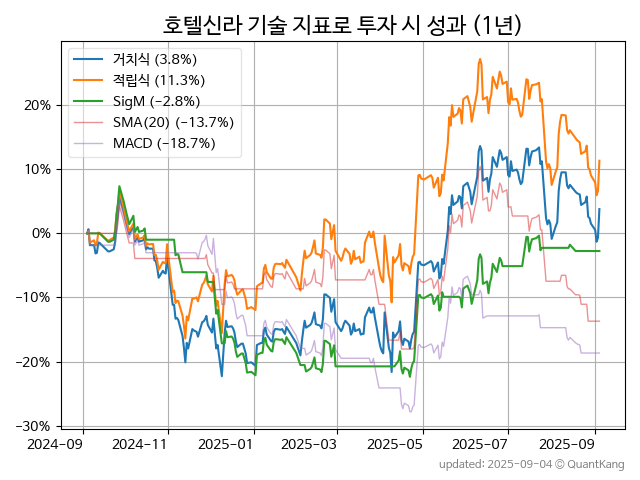 호텔신라 기술 지표로 투자 시 성과 (1년)
거치식 (3.8%)
적립식 (11.3%)
SigM (−2.8%)
SMA(20) (−13.7%)
MACD (−18.7%)
20%
10%
0%
−10%
−20%
−30%
2024-09 2024-11 2025-01 2025-03 2025-05 2025-07 2025-09
updated: 2025-09-04 © QuantKang